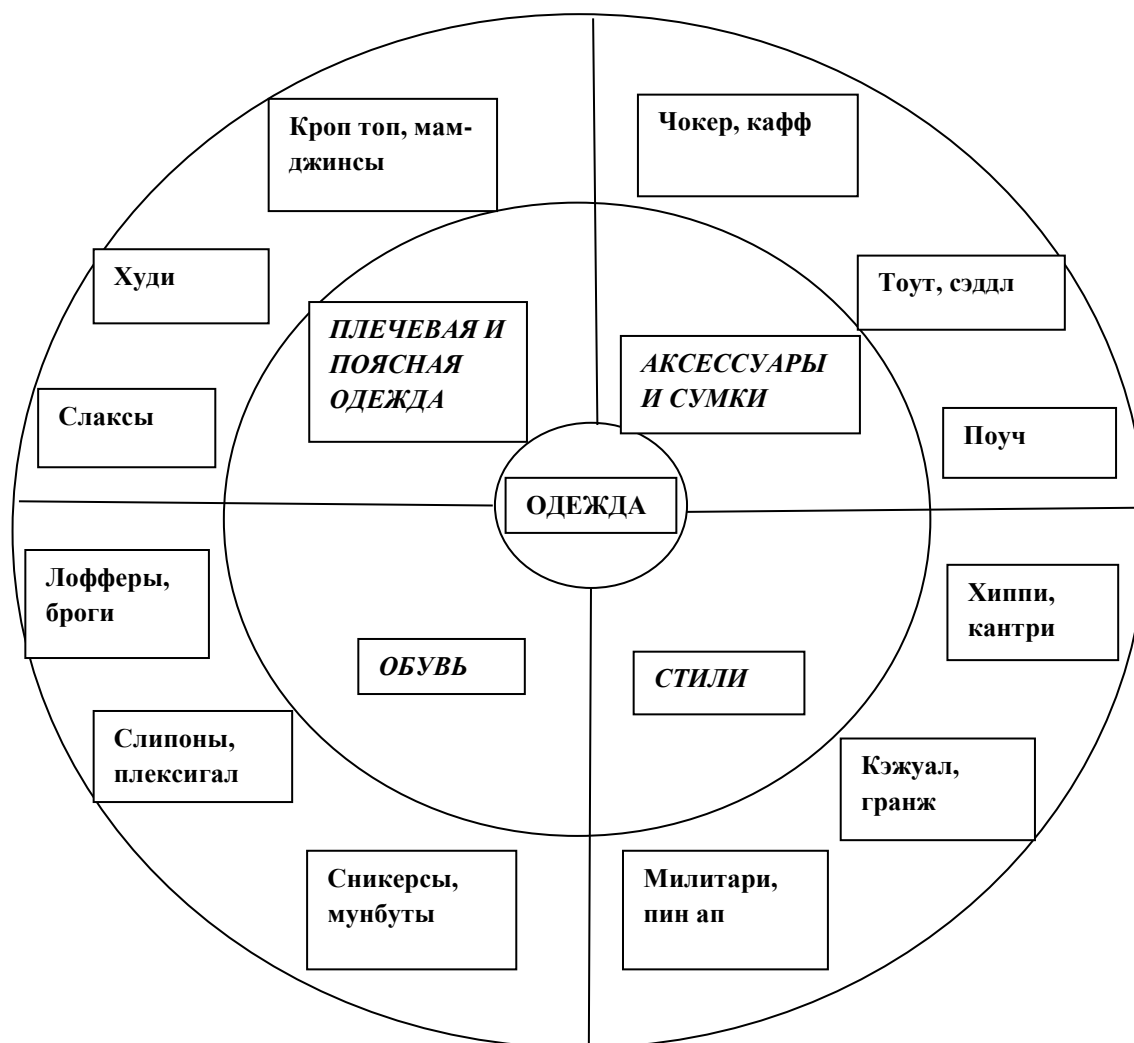 Кроп топ, мам-
джинсы
Чокер, кафф
Худи
Тоут, сэддл
ПЛЕЧЕВАЯ И
ПОЯСНАЯ
ОДЕЖДА
АКСЕССУАРЫ
И СУМКИ
Слаксы
Поуч
ОДЕЖДА
Лофферы,
броги
Хиппи,
кантри
ОБУВЬ
СТИЛИ
Слипоны,
плексигал
Кэжуал,
гранж
Сникерсы,
мунбуты
Милитари,
пин ап